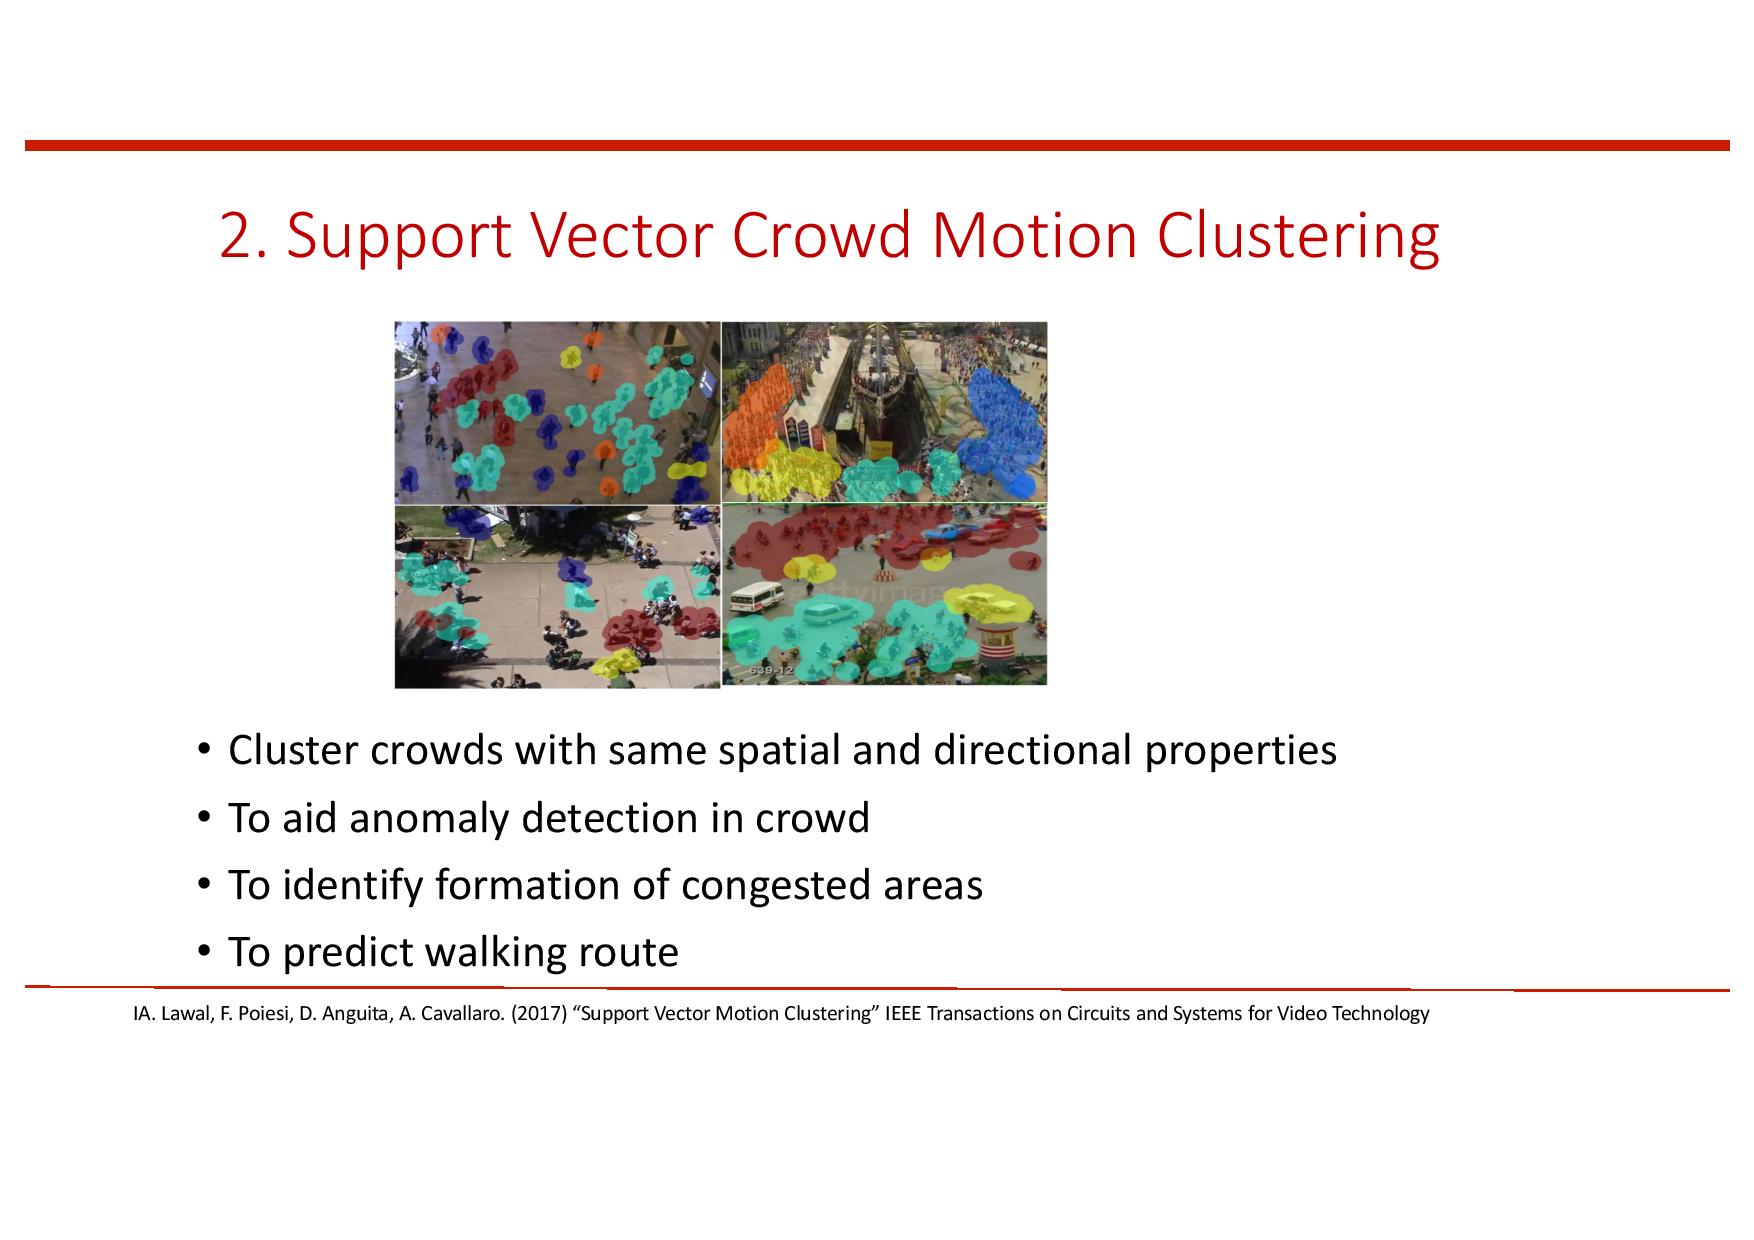 2. Support Vector Crowd Motion Clustering
gettyimag
639-12
• Cluster crowds with same spatial and directional properties
• To aid anomaly detection in crowd
• To identify formation of congested areas
• To predict walking route
IA. Lawal, F. Poiesi, D. Anguita, A. Cavallaro. (2017) “Support Vector Motion Clustering” IEEE Transactions on Circuits and Systems for Video Technology